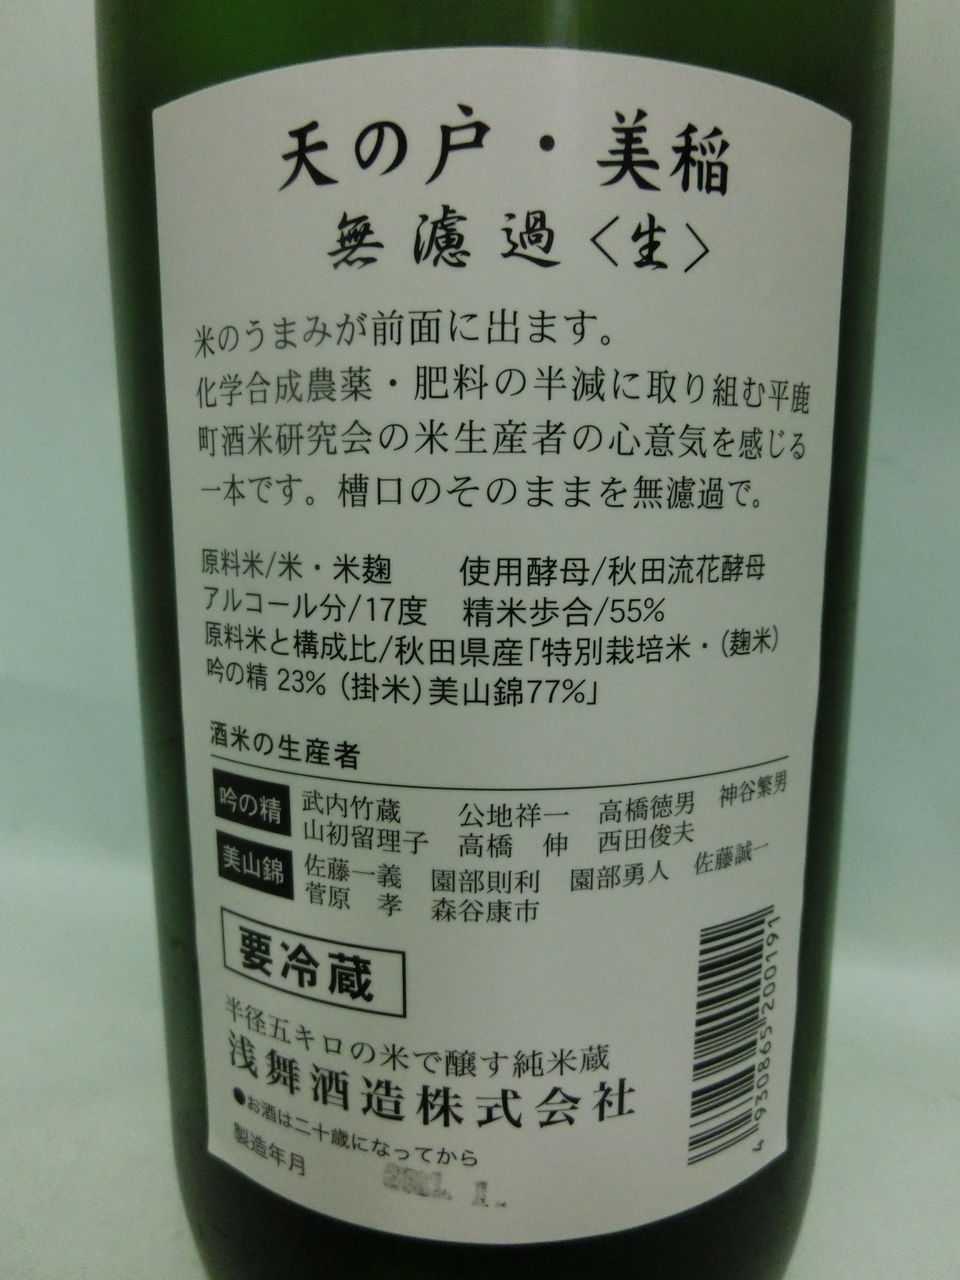 天の戸・美稲
無濾過〈生〉
米のうまみが前面に出ます。
化学合成農薬・肥料の半減に取り組む平鹿
町酒米研究会の米生産者の心意気を感じる
一本です。槽口のそのままを無濾過で。
原料米/米・米麹 使用酵母/秋田流花酵母
アルコール分/17度 精米歩合/55%
原料米と構成比/秋田県産「特別栽培米・(麹米)
吟の精 23% (掛米)美山錦77%」
酒米の生産者
吟の精 武内竹蔵 公地祥一 高橋徳男 神谷繁男
山初留理子 高橋 伸 西田俊夫
美山錦 佐藤一義 園部則利 園部勇人 佐藤誠一
菅原 孝 森谷康市
要冷蔵
半径五キロの米で醸す純米蔵
浅舞酒造株式会社
●お酒は二十歳になってから
製造年月
4 930865 200191